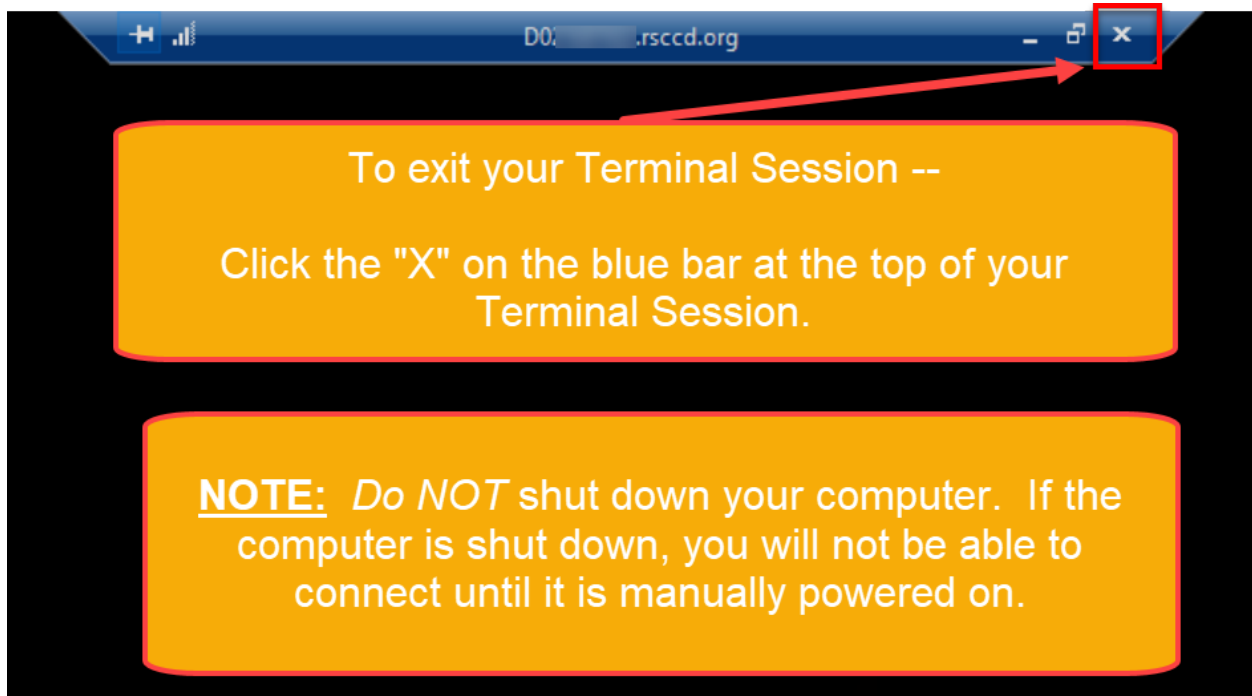 D02 .rsccd.org
To exit your Terminal Session --
Click the "X" on the blue bar at the top of your
Terminal Session.
NOTE: Do NOT shut down your computer. If the
computer is shut down, you will not be able to
connect until it is manually powered on.